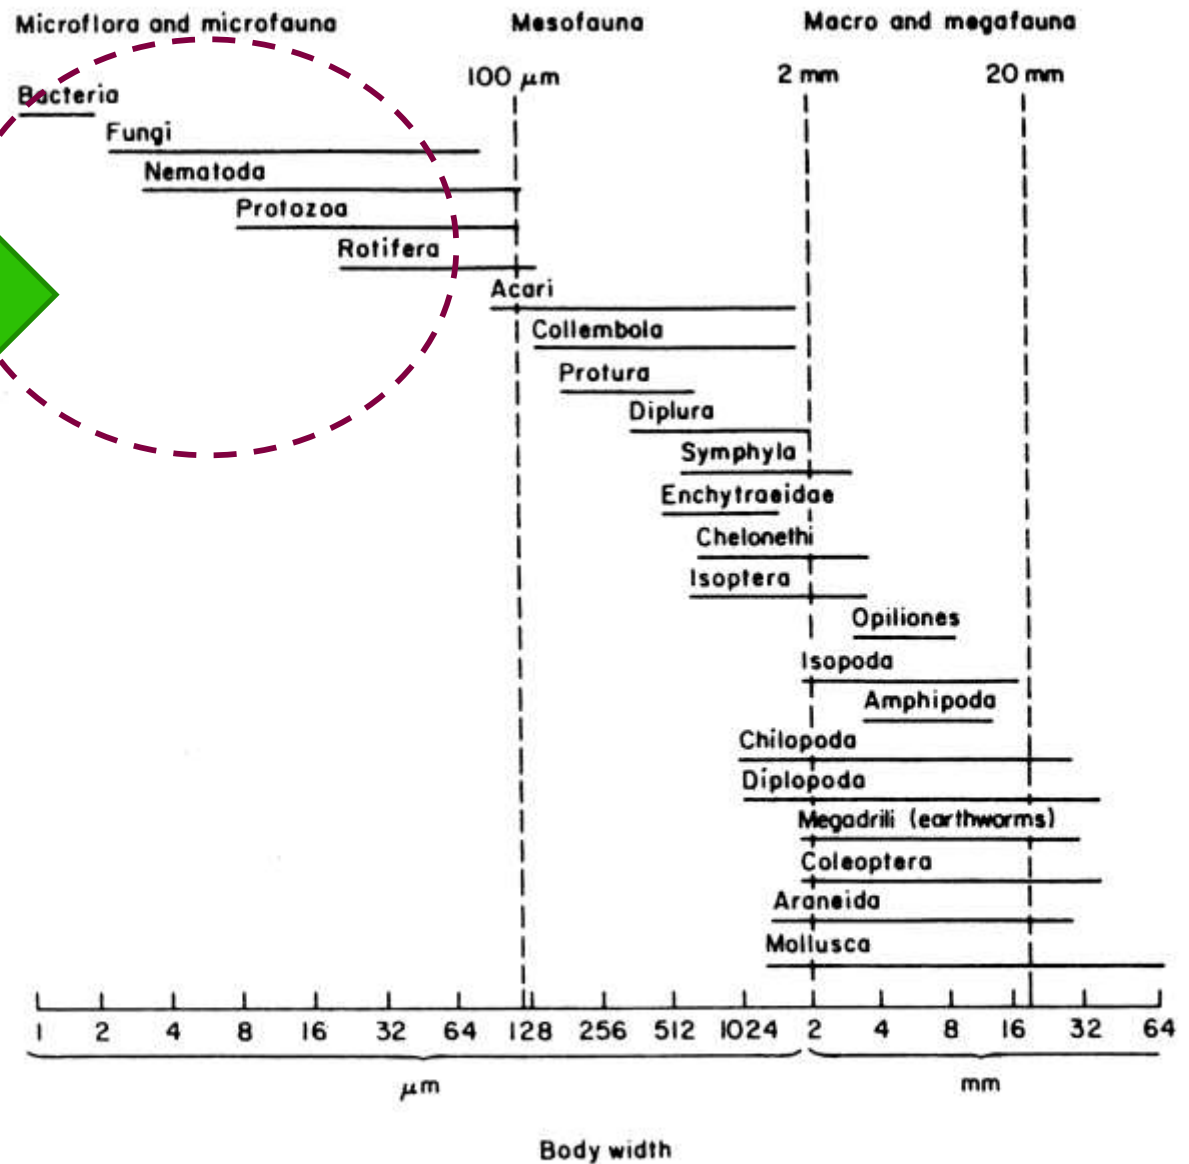 Microflora and microfauna Mesofauna Macro and megafauna
100 μm 2 mm 20 mm
Bacteria
Fungi
Nematoda
Protozoa
Rotifera
Acari
Collembola
Protura
Diplura
Symphyla
Enchytraeidae
Chelonethi
Isoptera
Opiliones
Isopoda
Amphipoda
Chilopoda
Diplopoda
Megadrili (earthworms)
Coleoptera
Araneida
Mollusca
1 2 4 8 16 32 64 128 256 512 1024 2 4 8 16 32 64
μm mm
Body width